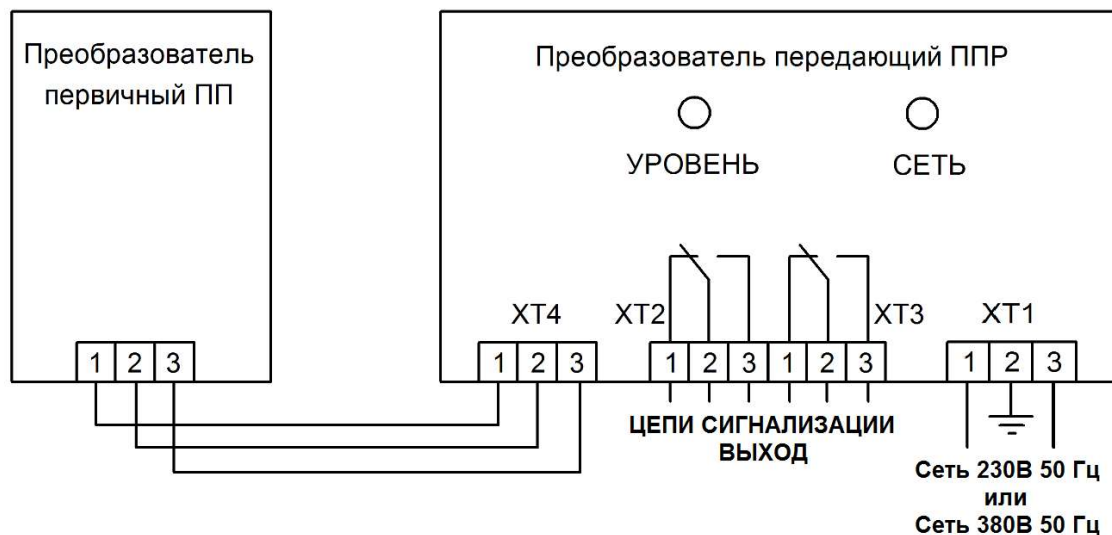 Преобразователь
первичный ПП
Преобразователь передающий ППР
УРОВЕНЬ
СЕТЬ
XT4
XT2
XT3
XT1
1 2 3
1 2 3
1 2 3 1 2 3
1 2 3
ЦЕПИ СИГНАЛИЗАЦИИ
ВЫХОД
Сеть 230В 50 Гц
или
Сеть 380В 50 Гц